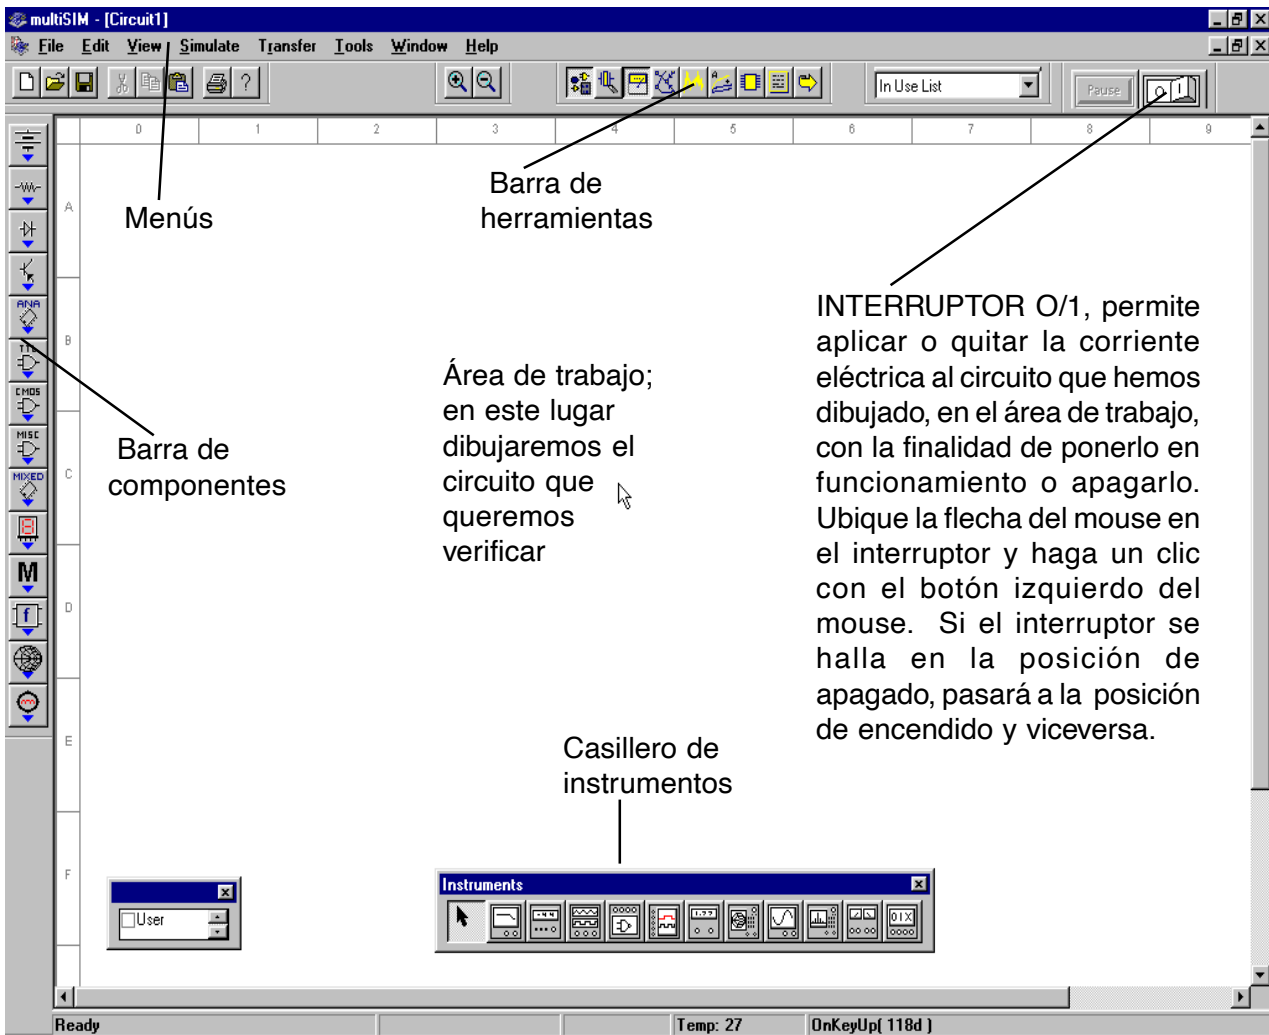 multiSIM - [Circuit1]
File Edit View Simulate Transfer Tools Window Help
In Use List
Pause
0 1 2 3 4 5 6 7 8 9
A
B
C
D
E
F
ANA
TTL
CMOS
MISC
MIXED
M
f
Menús
Barra de
herramientas
Barra de
componentes
Área de trabajo;
en este lugar
dibujaremos el
circuito que
queremos
verificar
INTERRUPTOR O/1, permite
aplicar o quitar la corriente
eléctrica al circuito que hemos
dibujado, en el área de trabajo,
con la finalidad de ponerlo en
funcionamiento o apagarlo.
Ubique la flecha del mouse en
el interruptor y haga un clic
con el botón izquierdo del
mouse. Si el interruptor se
halla en la posición de
apagado, pasará a la posición
de encendido y viceversa.
Casillero de
instrumentos
User
Instruments
Ready
Temp: 27
OnKeyUp( 118d )